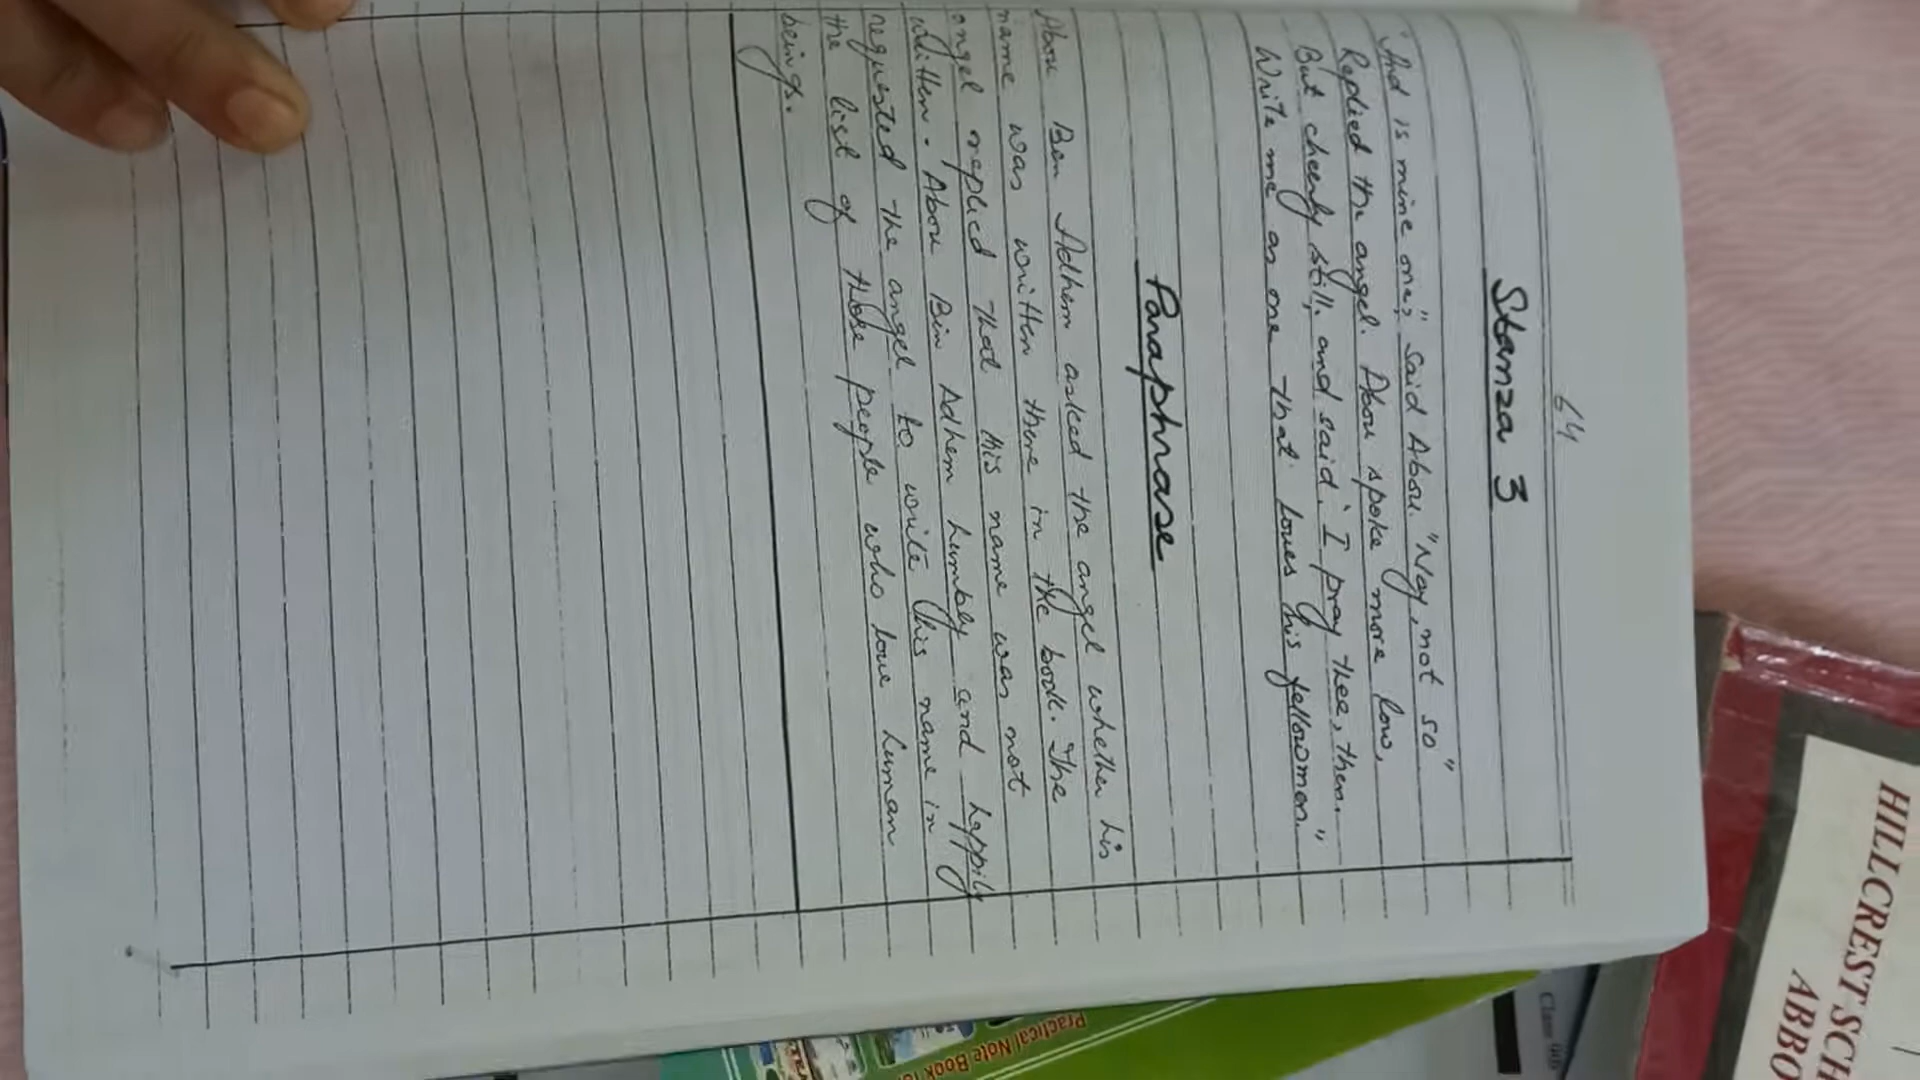 64
Stanza 3
"And is mine one?" said Abou. "Nay, not so"
Replied the angel. Abou spoke more low,
But cheerly still, and said, "I pray thee, then.
Write me as one that loves his fellowmen."
Paraphrase
Abou Ben Adhem asked the angel whether his
name was written there in the book. The
angel replied that his name was not
written. Abou Bin Adhem humbly and happily
requested the angel to write his name in
the list of those people who love human
beings.
HILLCREST SCH
ABBO
Practical Note Book
Class